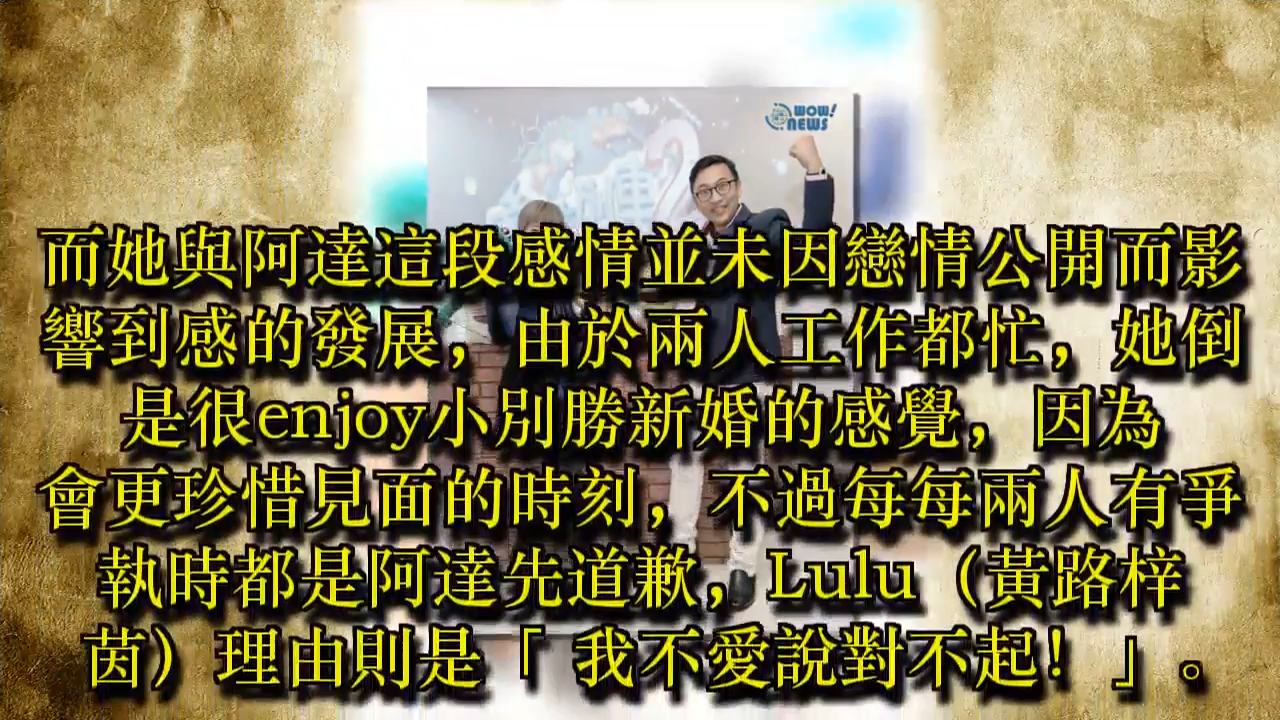 WOW!
NEWS
而她與阿達這段感情並未因戀情公開而影
響到感的發展，由於兩人工作都忙，她倒
是很enjoy小別勝新婚的感覺，因為
會更珍惜見面的時刻，不過每每兩人有爭
執時都是阿達先道歉，Lulu（黃路梓
茵）理由則是「 我不愛說對不起！」。